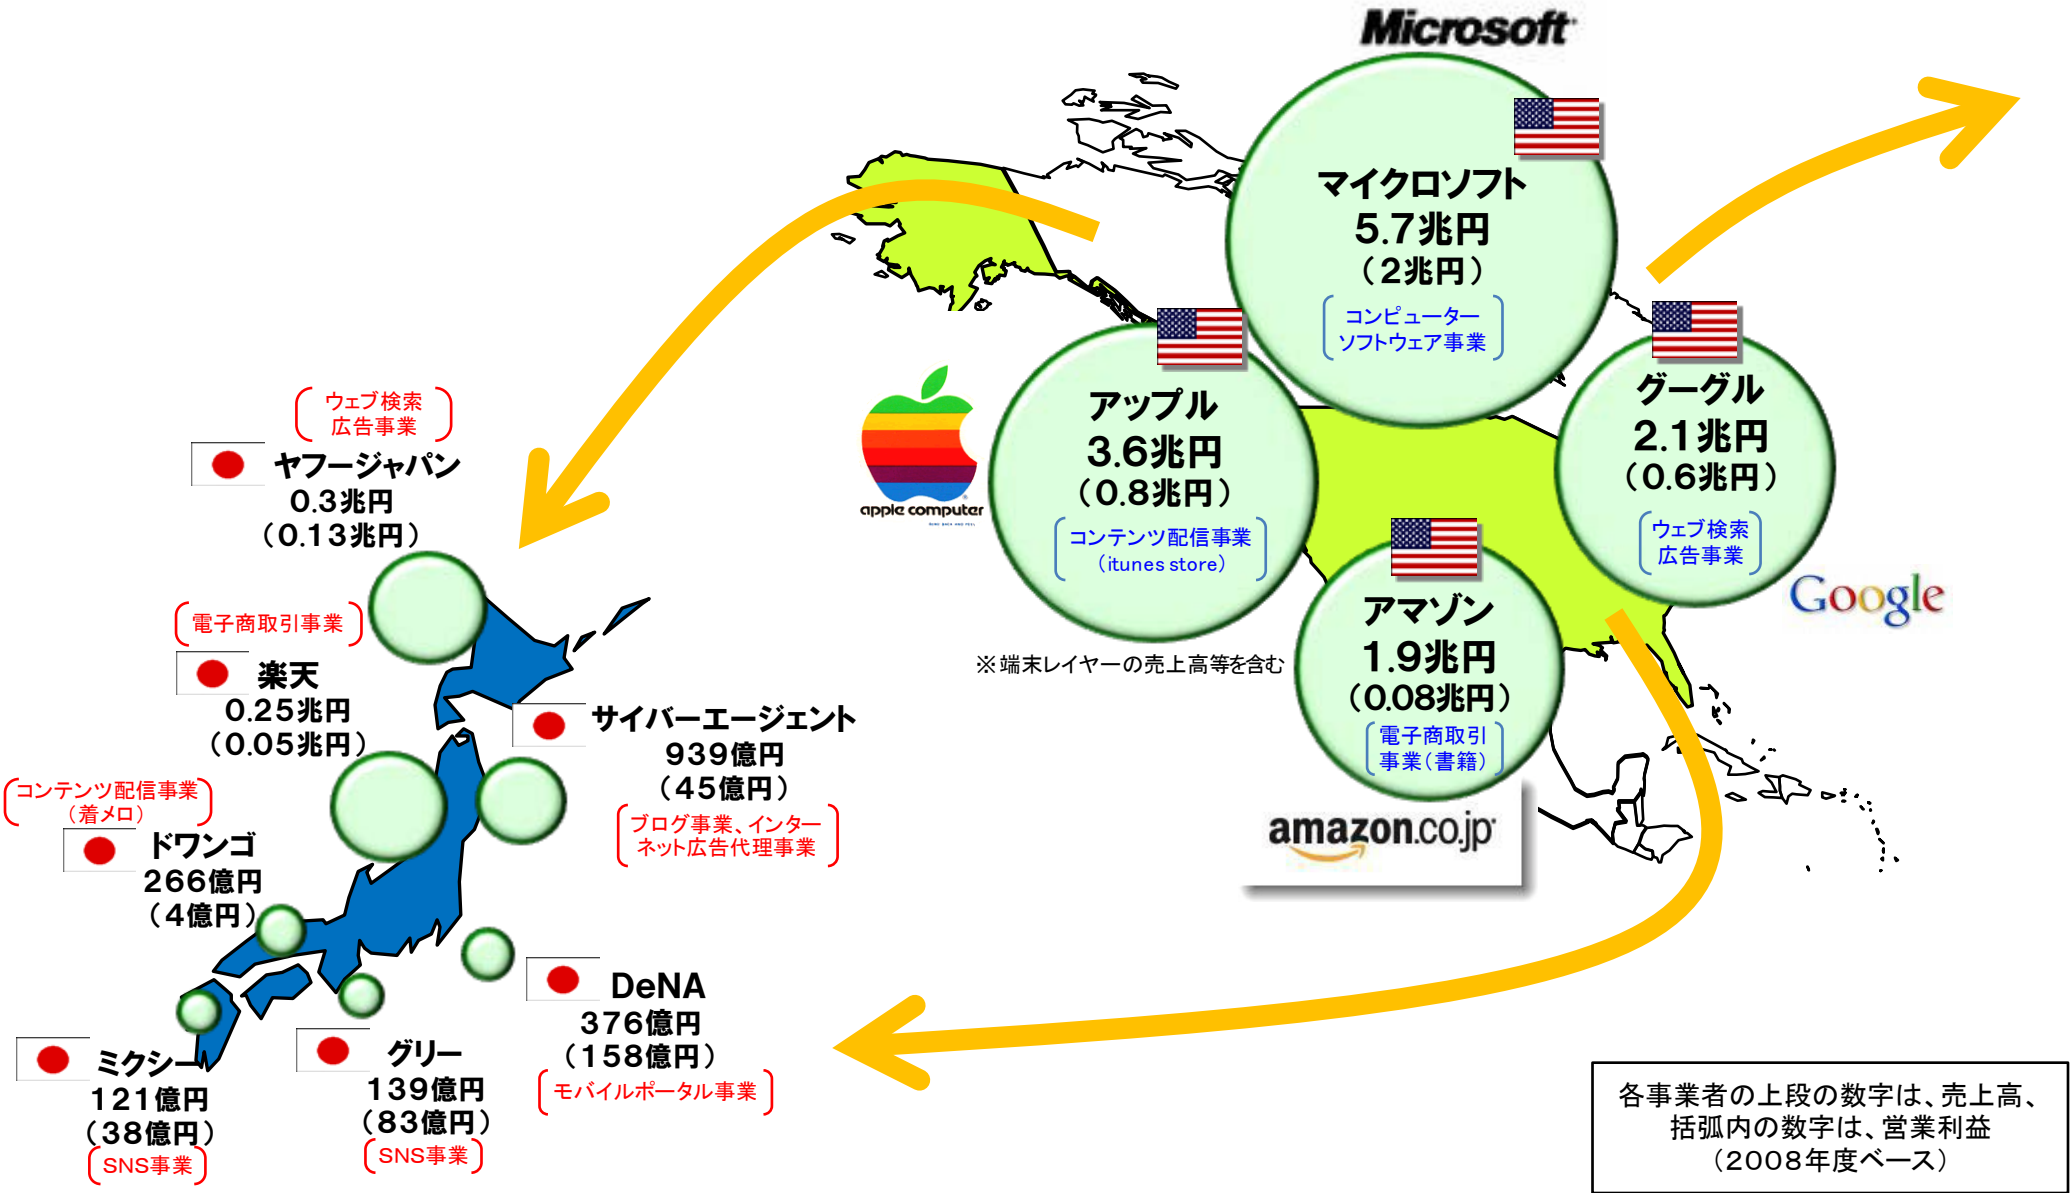 Microsoft
マイクロソフト
5.7兆円
（2兆円）
コンピューター
ソフトウェア事業
アップル
3.6兆円
（0.8兆円）
コンテンツ配信事業
（itunes store）
apple computer
※端末レイヤーの売上高等を含む
グーグル
2.1兆円
（0.6兆円）
ウェブ検索
広告事業
Google
アマゾン
1.9兆円
（0.08兆円）
電子商取引
事業（書籍）
amazon.co.jp
ウェブ検索
広告事業
ヤフージャパン
0.3兆円
（0.13兆円）
電子商取引事業
楽天
0.25兆円
（0.05兆円）
サイバーエージェント
939億円
（45億円）
ブログ事業、インター
ネット広告代理事業
コンテンツ配信事業
（着メロ）
ドワンゴ
266億円
（4億円）
DeNA
376億円
（158億円）
モバイルポータル事業
グリー
139億円
（83億円）
SNS事業
ミクシー
121億円
（38億円）
SNS事業
各事業者の上段の数字は、売上高、
括弧内の数字は、営業利益
（2008年度ベース）